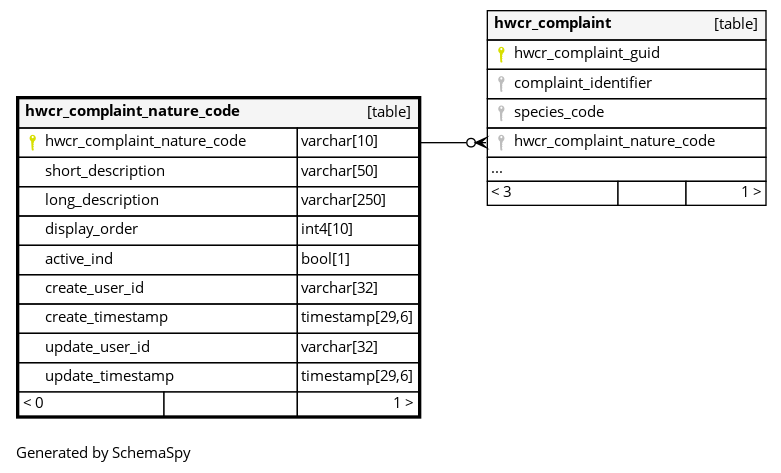 hwcr_complaint [table]
hwcr_complaint_guid
complaint_identifier
species_code
hwcr_complaint_nature_code
...
< 3 1 >
hwcr_complaint_nature_code [table]
hwcr_complaint_nature_code varchar[10]
short_description varchar[50]
long_description varchar[250]
display_order int4[10]
active_ind bool[1]
create_user_id varchar[32]
create_timestamp timestamp[29,6]
update_user_id varchar[32]
update_timestamp timestamp[29,6]
< 0 1 >
Generated by SchemaSpy